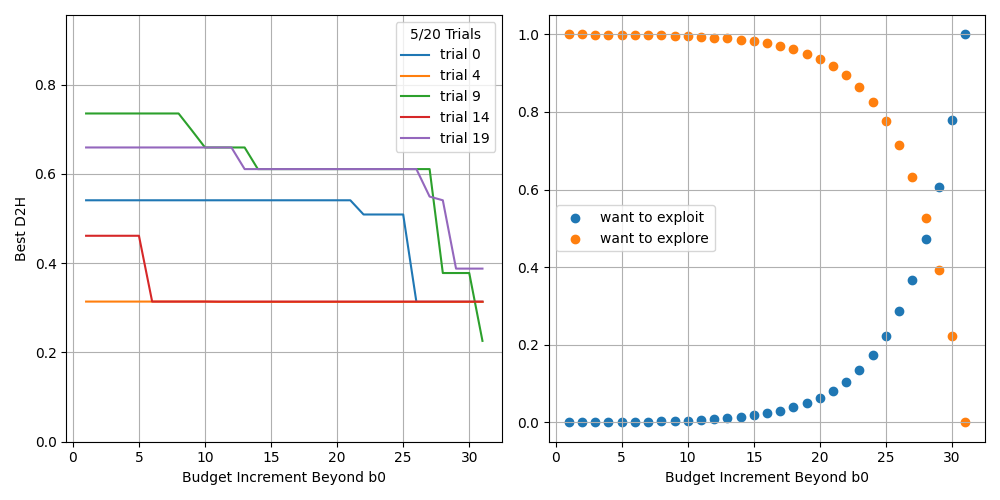 5/20 Trials
trial 0
trial 4
trial 9
trial 14
trial 19
Best D2H
0.8
0.6
0.4
0.2
0.0
0 5 10 15 20 25 30
Budget Increment Beyond b0
1.0
0.8
0.6
0.4
0.2
0.0
want to exploit
want to explore
0 5 10 15 20 25 30
Budget Increment Beyond b0